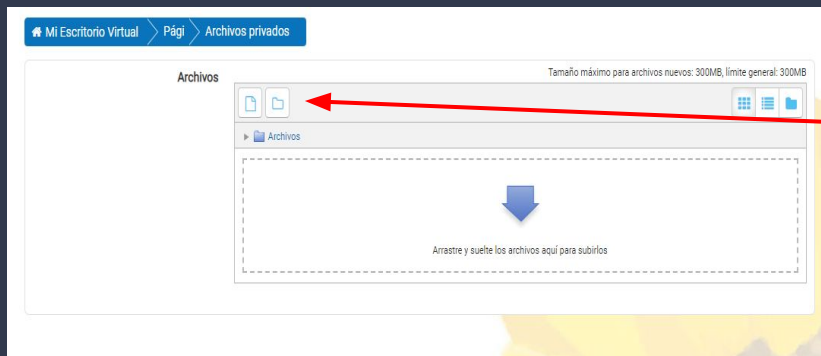 Mi Escritorio Virtual Pági Archivos privados
Tamaño máximo para archivos nuevos: 300MB, límite general: 300MB
Archivos
Archivos
Arrastre y suelte los archivos aquí para subirlos